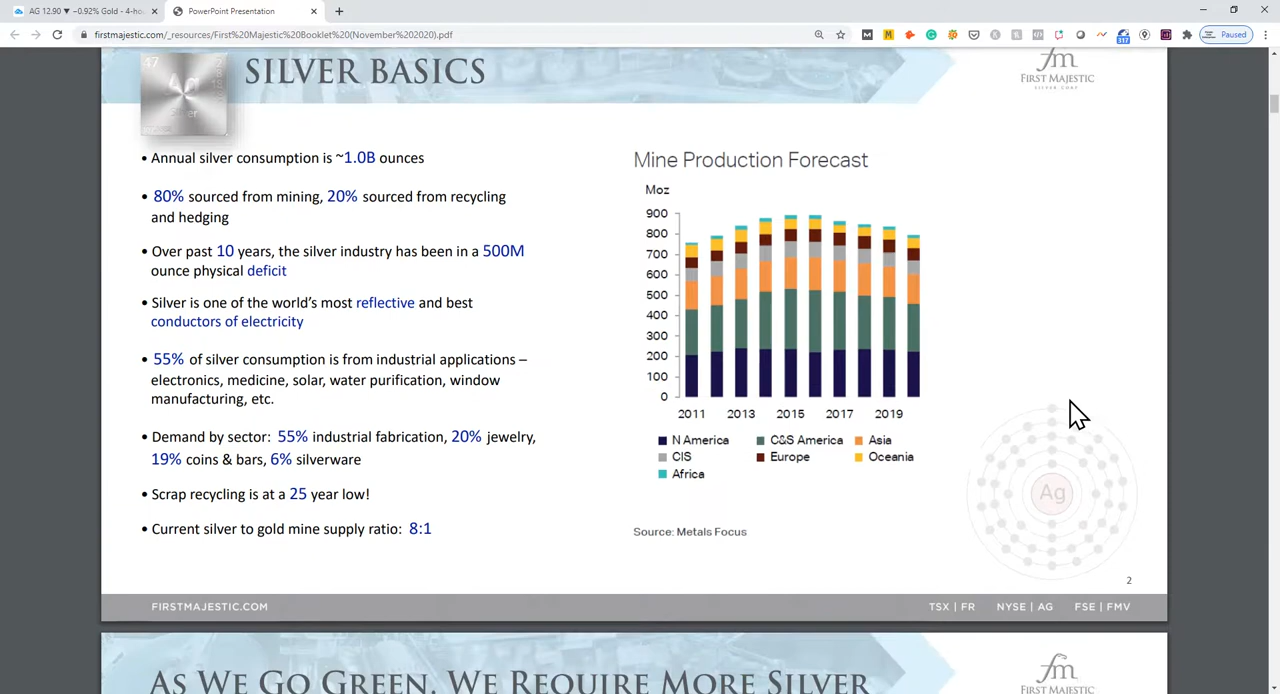 AG 12.90 ▼ −0.92% Gold - 4-hou
PowerPoint Presentation
firstmajestic.com/_resources/First%20Majestic%20Booklet%20(November%202020).pdf
317
Paused
47
Ag
Silver
SILVER BASICS
fm
FIRST MAJESTIC
SILVER CORP
• Annual silver consumption is ~1.0B ounces
• 80% sourced from mining, 20% sourced from recycling
and hedging
• Over past 10 years, the silver industry has been in a 500M
ounce physical deficit
• Silver is one of the world's most reflective and best
conductors of electricity
• 55% of silver consumption is from industrial applications –
electronics, medicine, solar, water purification, window
manufacturing, etc.
• Demand by sector: 55% industrial fabrication, 20% jewelry,
19% coins & bars, 6% silverware
• Scrap recycling is at a 25 year low!
• Current silver to gold mine supply ratio: 8:1
Mine Production Forecast
Moz
900
800
700
600
500
400
300
200
100
0
2011 2013 2015 2017 2019
N America C&S America Asia
CIS Europe Oceania
Africa
Source: Metals Focus
Ag
2
FIRSTMAJESTIC.COM
TSX | FR NYSE | AG FSE | FMV
AS WE GO GREEN, WE REQUIRE MORE SILVER
fm
FIRST MAJESTIC